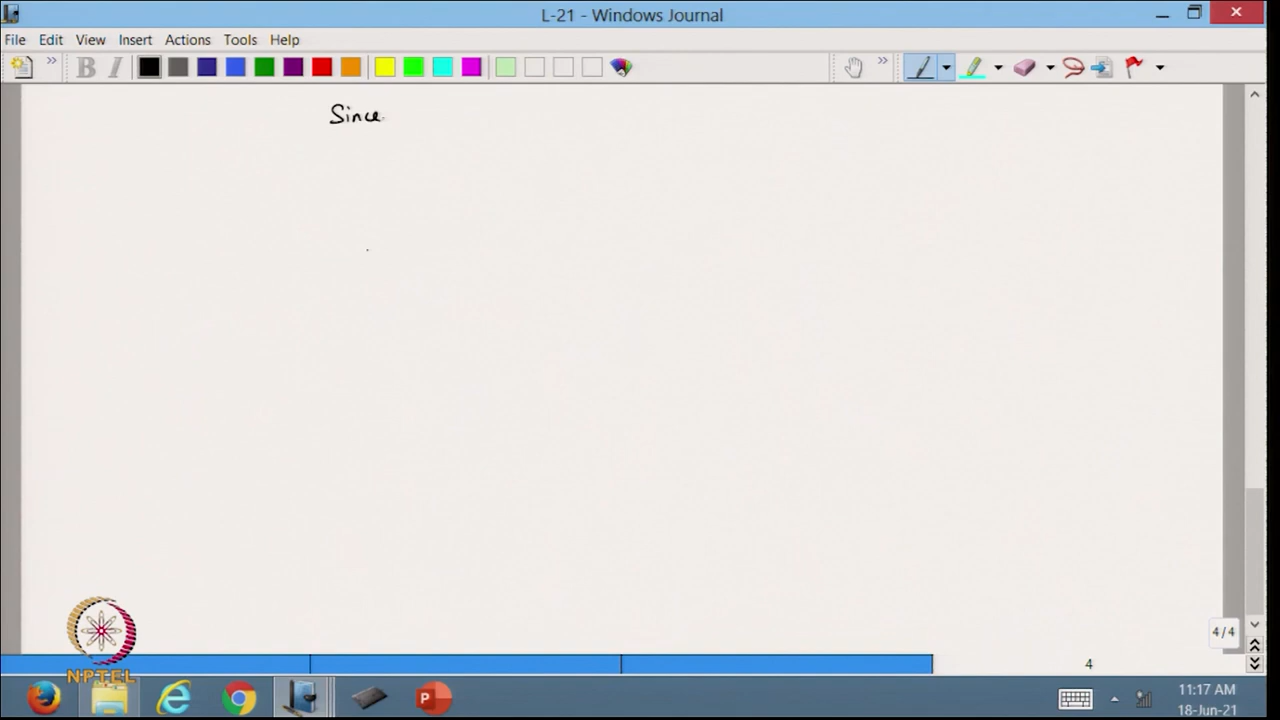 L-21 - Windows Journal
File Edit View Insert Actions Tools Help
B I
Since
4 / 4
4
NPTEL
11:17 AM
18-Jun-21